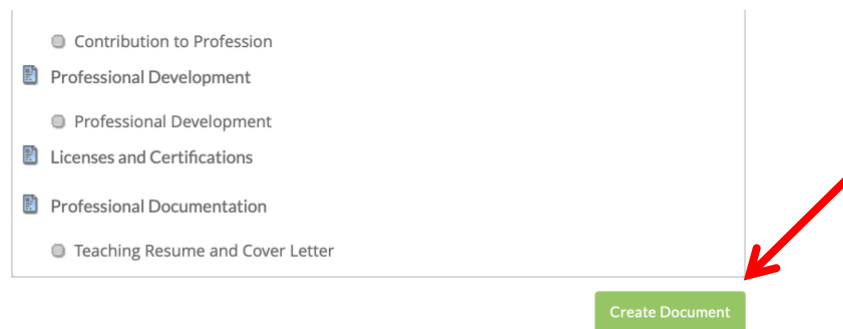 Contribution to Profession
Professional Development
Professional Development
Licenses and Certifications
Professional Documentation
Teaching Resume and Cover Letter
Create Document